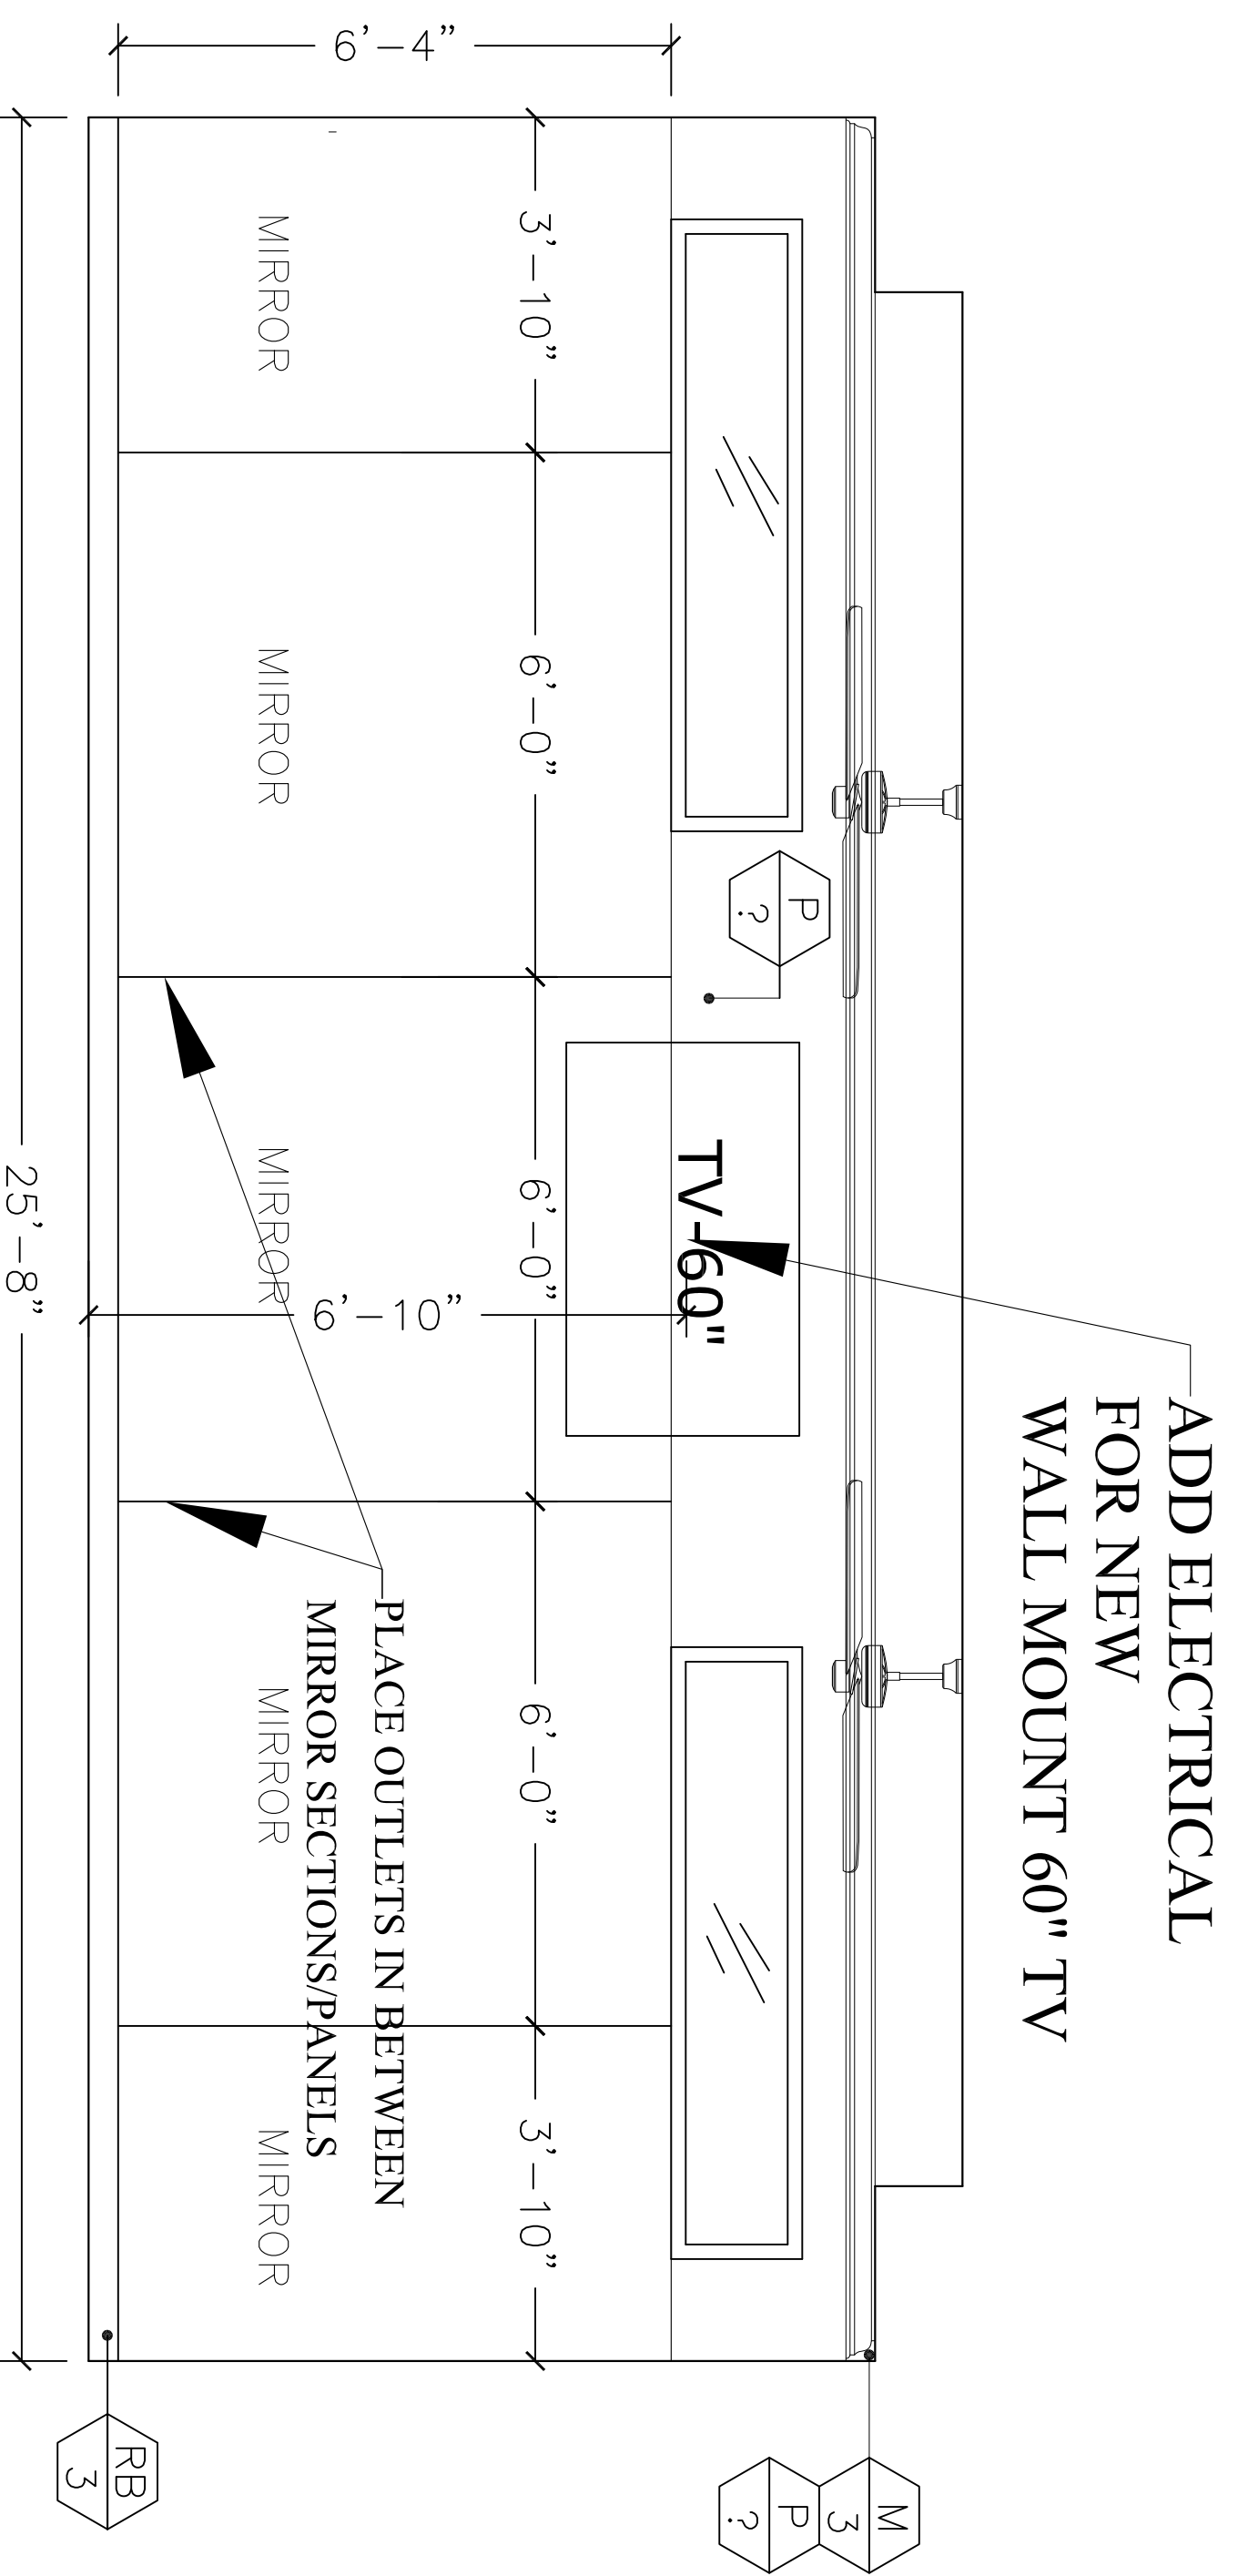 ADD ELECTRICAL
FOR NEW
WALL MOUNT 60" TV
M
3
P
?
P
?
TV-60"
6'-4"
3'-10"
6'-0"
6'-0"
6'-0"
3'-10"
6'-10"
PLACE OUTLETS IN BETWEEN
MIRROR SECTIONS/PANELS
MIRROR
MIRROR
MIRROR
MIRROR
MIRROR
RB
3
25'-8"